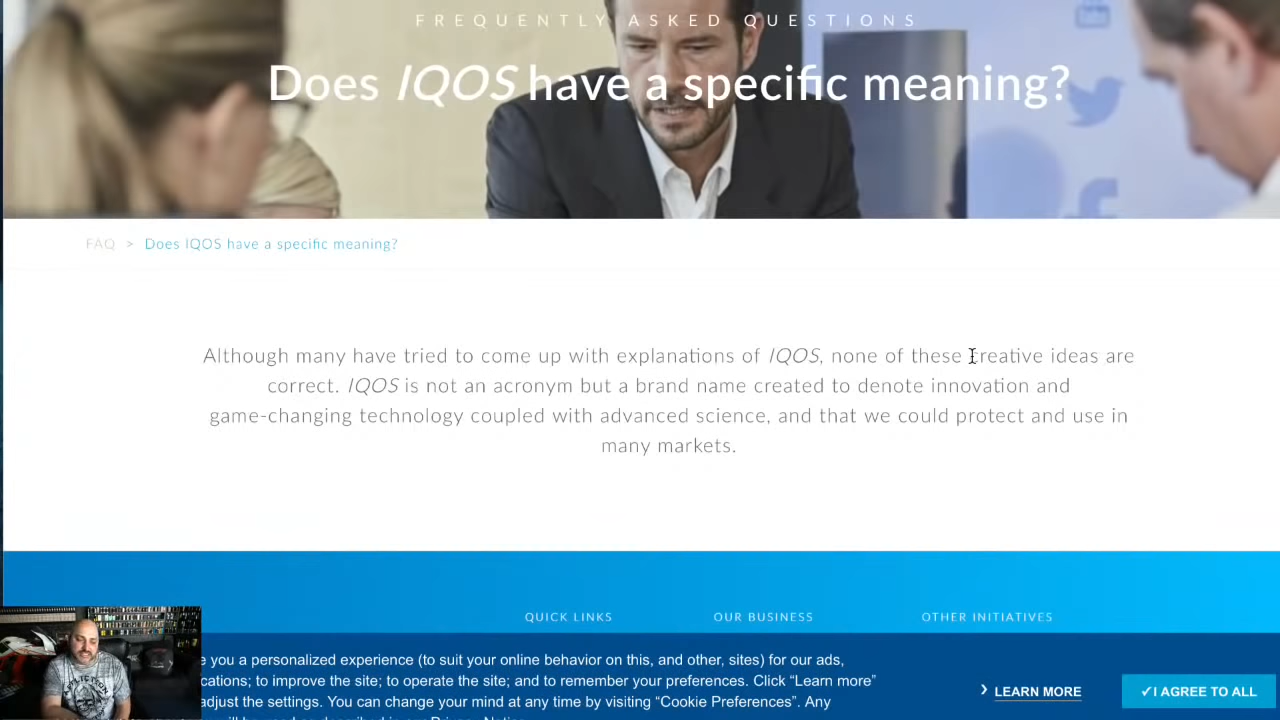 FREQUENTLY ASKED QUESTIONS
Does IQOS have a specific meaning?
FAQ > Does IQOS have a specific meaning?
Although many have tried to come up with explanations of IQOS, none of these creative ideas are
correct. IQOS is not an acronym but a brand name created to denote innovation and
game-changing technology coupled with advanced science, and that we could protect and use in
many markets.
QUICK LINKS
OUR BUSINESS
OTHER INITIATIVES
you a personalized experience (to suit your online behavior on this, and other, sites) for our ads,
to improve the site; to operate the site; and to remember your preferences. Click “Learn more”
adjust the settings. You can change your mind at any time by visiting “Cookie Preferences”. Any
LEARN MORE
✓I AGREE TO ALL